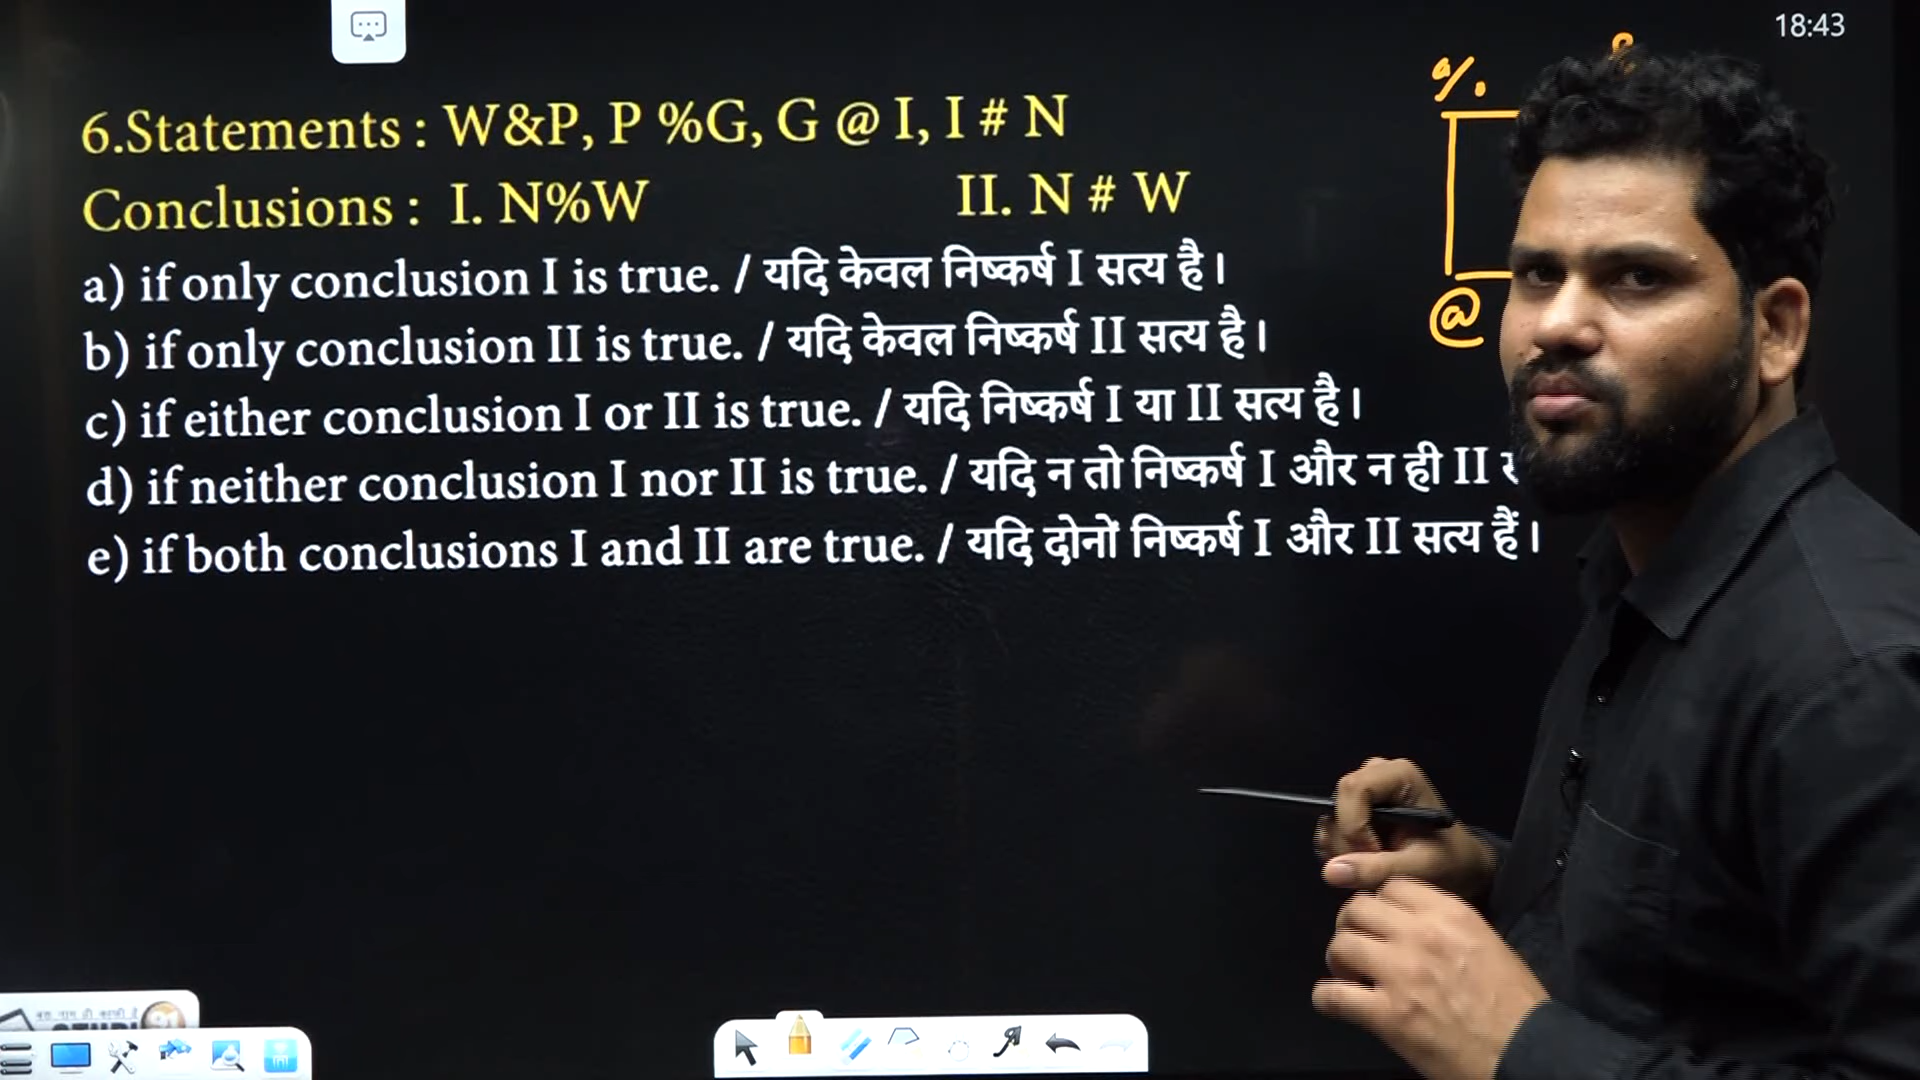 18:43
%
6.Statements : W&P, P %G, G @ I, I # N
Conclusions : I. N%W II. N # W
a) if only conclusion I is true. / यदि केवल निष्कर्ष I सत्य है।
b) if only conclusion II is true. / यदि केवल निष्कर्ष II सत्य है।
@
c) if either conclusion I or II is true. / यदि निष्कर्ष I या II सत्य है।
d) if neither conclusion I nor II is true. / यदि न तो निष्कर्ष I और न ही II
e) if both conclusions I and II are true. / यदि दोनों निष्कर्ष I और II सत्य हैं।